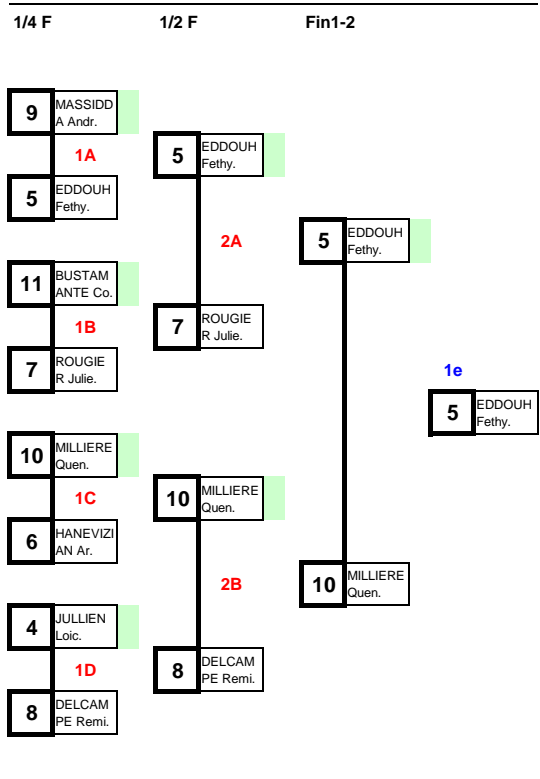 1/4 F 1/2 F Fin1-2
9 MASSIDD
A Andr.
1A
5 EDDOUH
Fethy.
5 EDDOUH
Fethy.
2A
5 EDDOUH
Fethy.
11 BUSTAM
ANTE Co.
1B
7 ROUGIE
R Julie.
7 ROUGIE
R Julie.
1e
5 EDDOUH
Fethy.
10 MILLIERE
Quen.
1C
6 HANEVIZI
AN Ar.
10 MILLIERE
Quen.
2B
10 MILLIERE
Quen.
4 JULLIEN
Loic.
1D
8 DELCAM
PE Remi.
8 DELCAM
PE Remi.